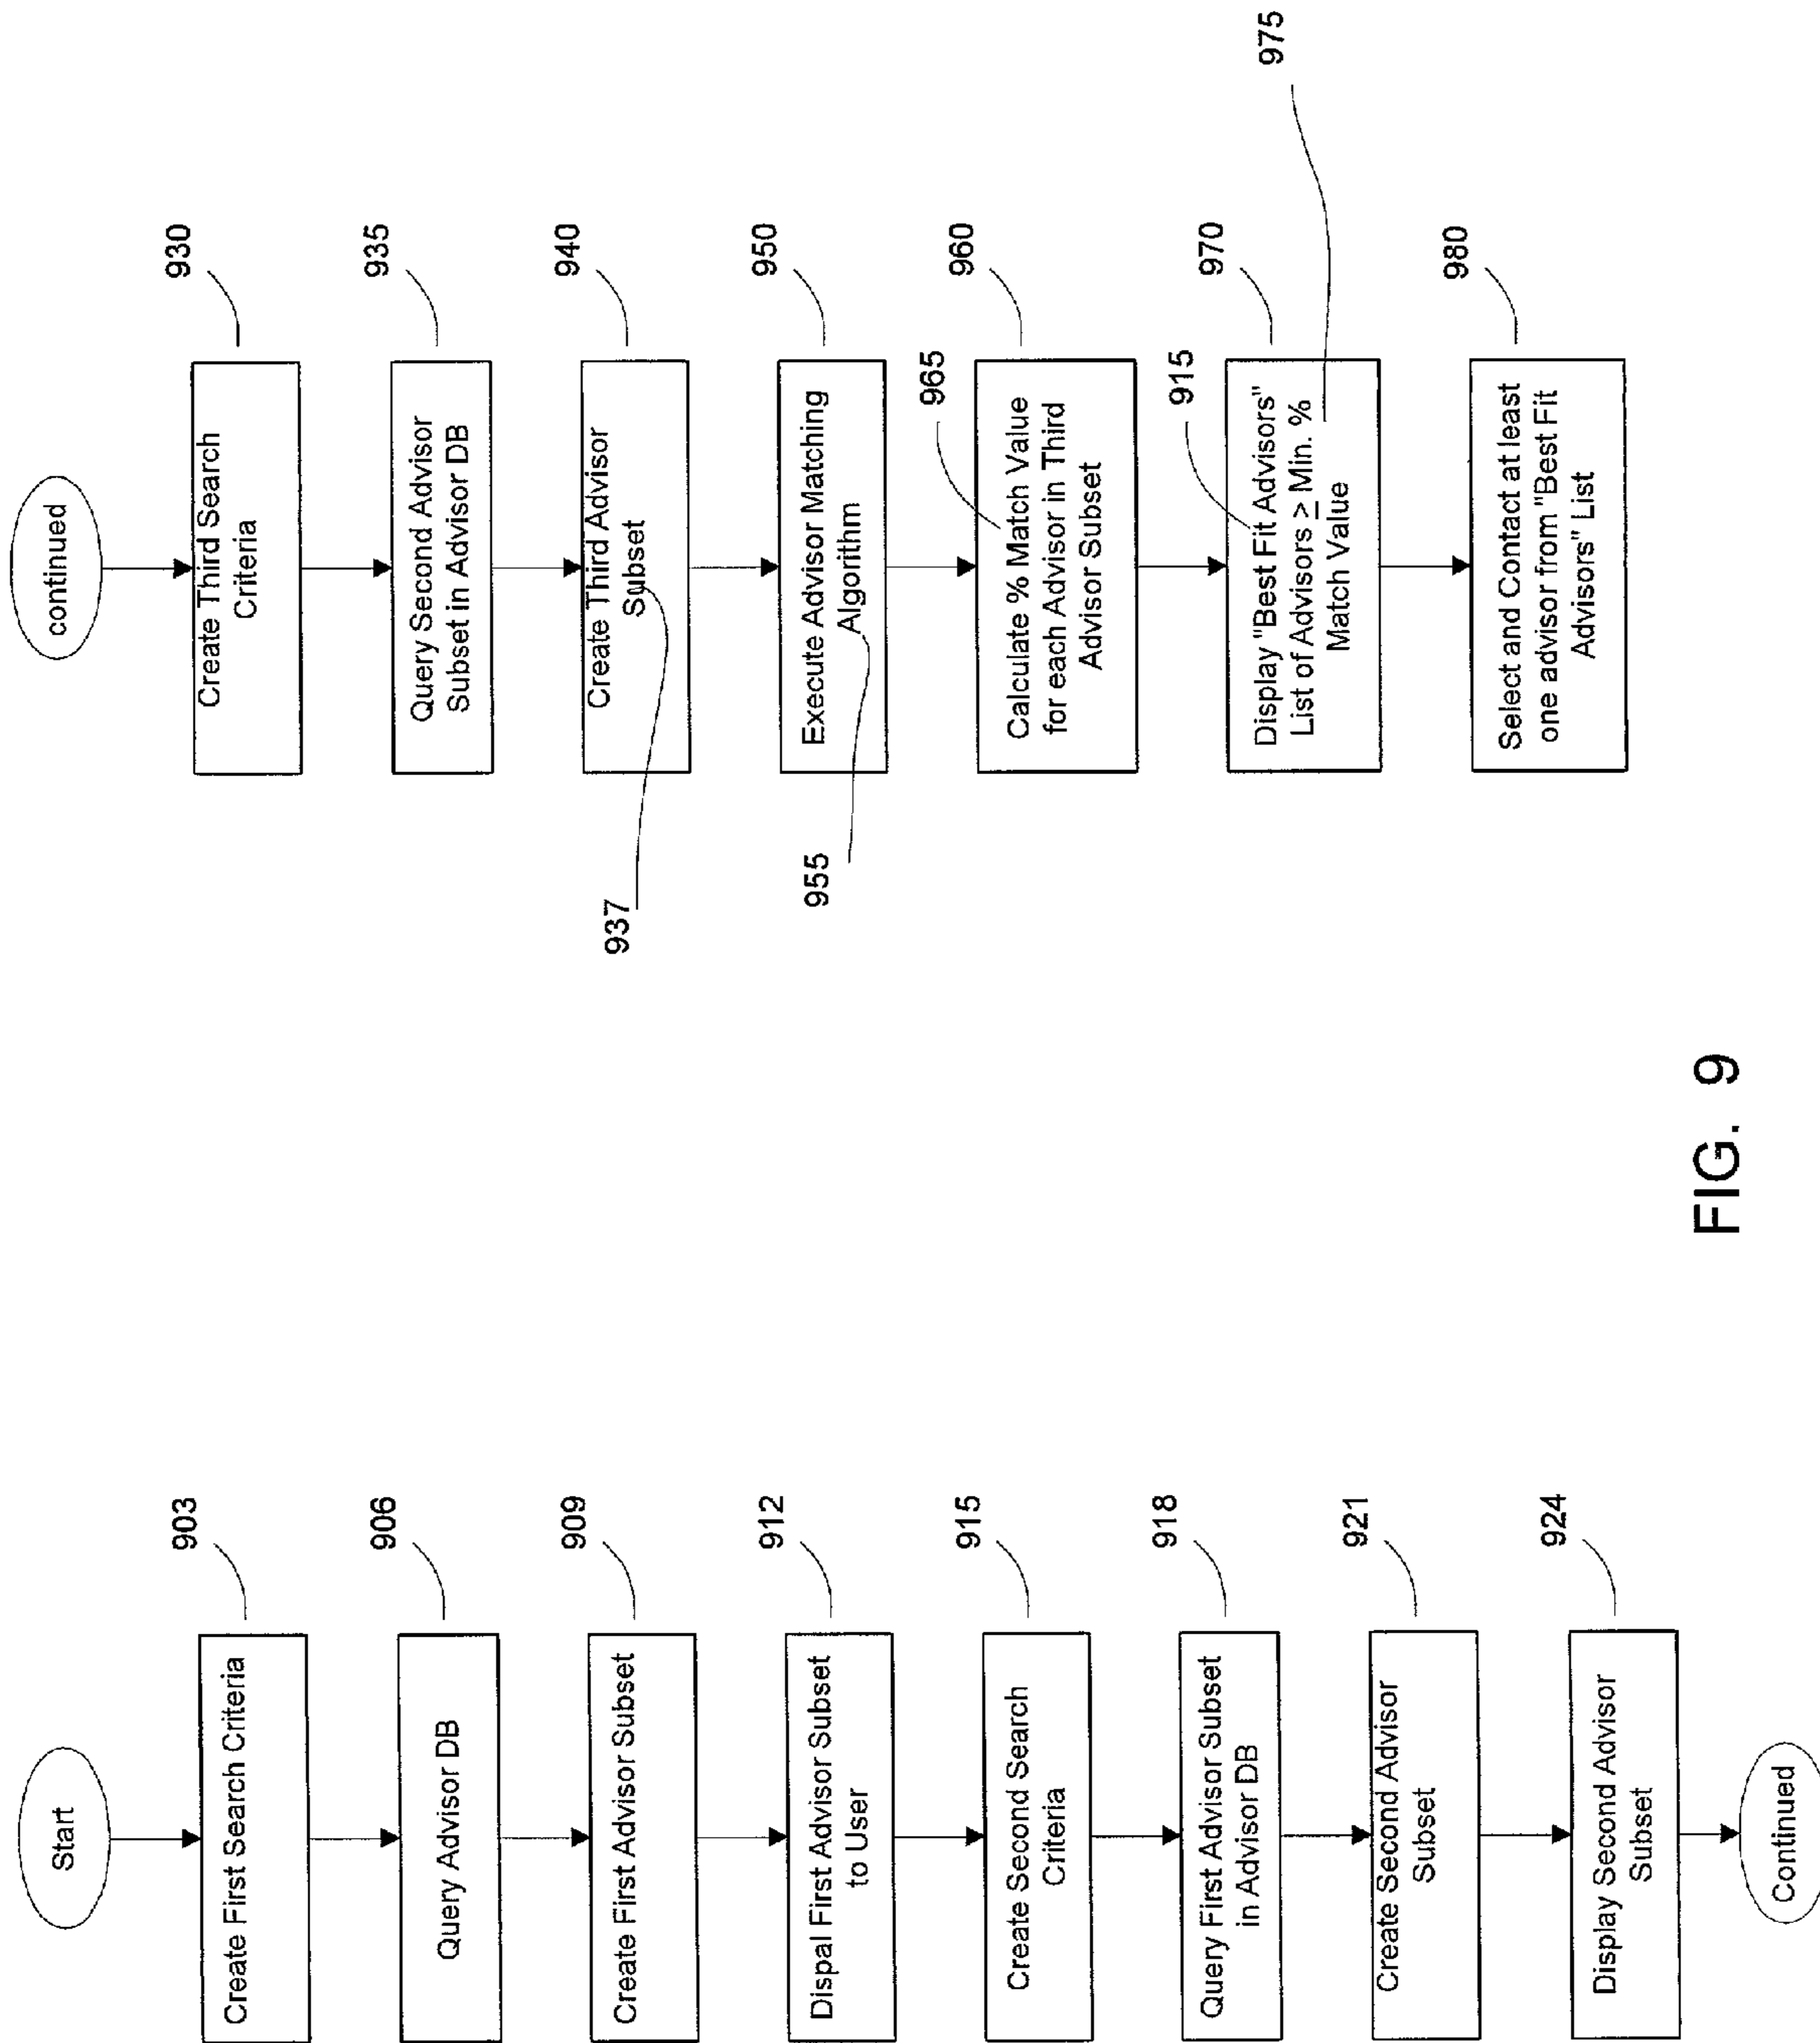 Start
Create First Search Criteria
903
Query Advisor DB
906
Create First Advisor Subset
909
Dispal First Advisor Subset
to User
912
Create Second Search
Criteria
915
Query First Advisor Subset
in Advisor DB
918
Create Second Advisor
Subset
921
Display Second Advisor
Subset
924
Continued
continued
Create Third Search
Criteria
930
Query Second Advisor
Subset in Advisor DB
935
Create Third Advisor
Subset
940
937
Execute Advisor Matching
Algorithm
950
955
Calculate % Match Value
for each Advisor in Third
Advisor Subset
960
965
Display "Best Fit Advisors"
List of Advisors ≥ Min. %
Match Value
970
915
975
Select and Contact at least
one advisor from "Best Fit
Advisors" List
980
FIG. 9